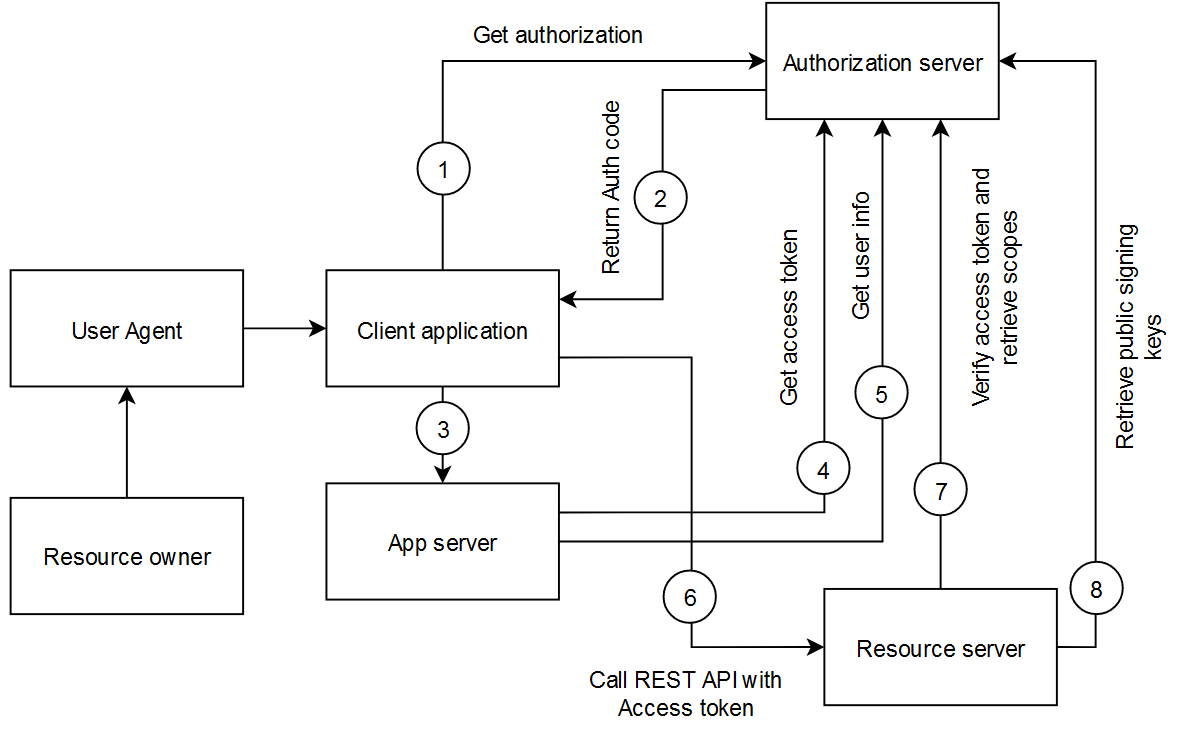 Get authorization
Authorization server
1
Return Auth code
2
Get access token
Get user info
Verify access token and
retrieve scopes
Retrieve public signing
keys
User Agent
Client application
3
5
4
7
Resource owner
App server
6
8
Resource server
Call REST API with
Access token